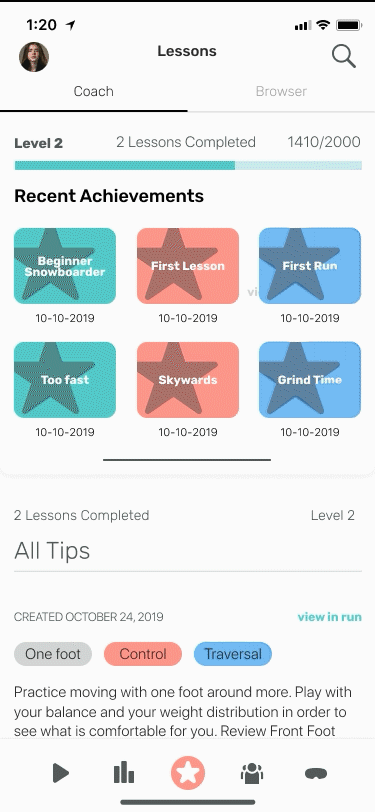 1:20
Lessons
Coach
Browser
Level 2
2 Lessons Completed
1410/2000
Recent Achievements
Beginner
Snowboarder
First Lesson
First Run
10-10-2019
10-10-2019
10-10-2019
Too fast
Skywards
Grind Time
10-10-2019
10-10-2019
10-10-2019
2 Lessons Completed
Level 2
All Tips
CREATED OCTOBER 24, 2019
view in run
One foot
Control
Traversal
Practice moving with one foot around more. Play with
your balance and your weight distribution in order to
see what is comfortable for you. Review Front Foot